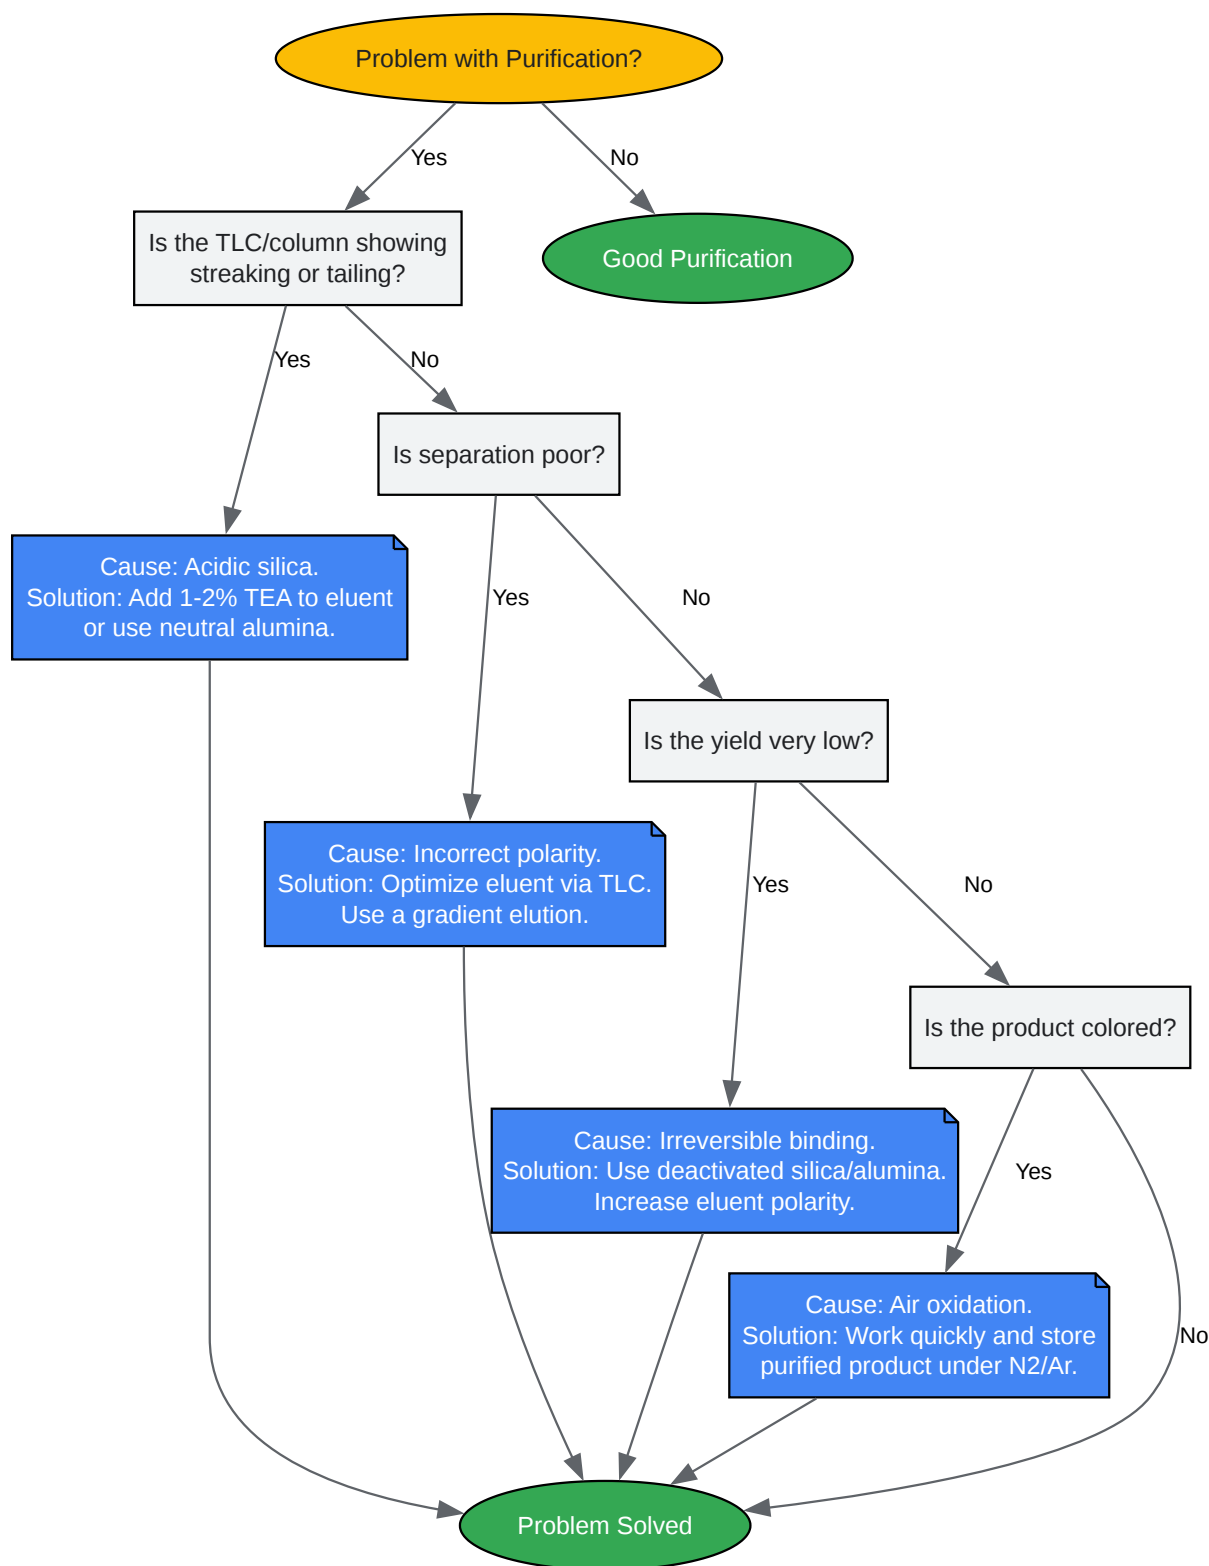 Problem with Purification?
Yes
No
Is the TLC/column showing
streaking or tailing?
Good Purification
Yes
No
Is separation poor?
Cause: Acidic silica.
Solution: Add 1-2% TEA to eluent
or use neutral alumina.
Yes
No
Is the yield very low?
Cause: Incorrect polarity.
Solution: Optimize eluent via TLC.
Use a gradient elution.
Yes
No
Is the product colored?
Cause: Irreversible binding.
Solution: Use deactivated silica/alumina.
Increase eluent polarity.
Yes
No
Cause: Air oxidation.
Solution: Work quickly and store
purified product under N2/Ar.
Problem Solved